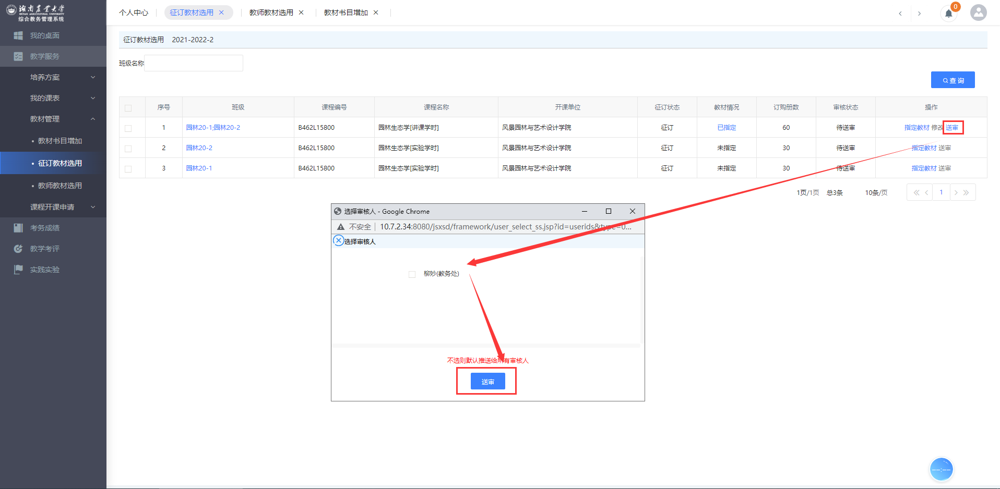 湖南农业大学
HUNAN AGRICULTURAL UNIVERSITY
综合教务管理系统
个人中心
征订教材选用
教师教材选用
教材书目增加
0
我的桌面
教学服务
培养方案
我的课表
教材管理
• 教材书目增加
• 征订教材选用
• 教师教材选用
课程开课申请
考务成绩
教学考评
实践实验
征订教材选用 2021-2022-2
班级名称
查 询
序号 班级 课程编号 课程名称 开课单位 征订状态 教材情况 订购册数 审核状态 操作
1 园林20-1;园林20-2 B462L15800 园林生态学[讲课学时] 风景园林与艺术设计学院 征订 已指定 60 待送审 指定教材 修改 送审
2 园林20-2 B462L15800 园林生态学[实验学时] 风景园林与艺术设计学院 征订 未指定 30 待送审 指定教材 送审
3 园林20-1 B462L15800 园林生态学[实验学时] 风景园林与艺术设计学院 征订 未指定 30 待送审 指定教材 送审
1页/1页 总3条 10条/页 1
选择审核人 - Google Chrome
不安全 | 10.7.2.34:8080/jsxsd/framework/user_select_ss.jsp?id=userids&type=0...
选择审核人
柳妙(教务处)
不选则默认推送给所有审核人
送审
--:--